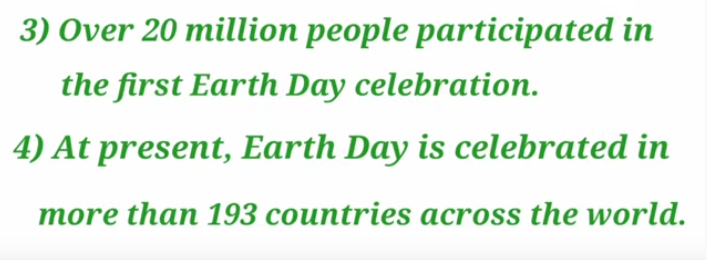 3) Over 20 million people participated in
the first Earth Day celebration.
4) At present, Earth Day is celebrated in
more than 193 countries across the world.